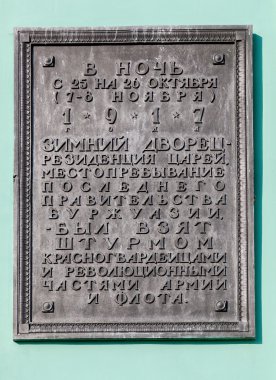 В НОЧЬ
С 25 НА 26 ОКТЯБРЯ
(7-8 НОЯБРЯ)
1 • 9 • 1 • 7
ГОДА
ЗИМНИЙ ДВОРЕЦ-
РЕЗИДЕНЦИЯ ЦАРЕЙ,
МЕСТОПРЕБЫВАНИЕ
ПОСЛЕДНЕГО
ПРАВИТЕЛЬСТВА
БУРЖУАЗИИ,
-БЫЛ ВЗЯТ
ШТУРМОМ
КРАСНОГВАРДЕЙЦАМИ
И РЕВОЛЮЦИОННЫМИ
ЧАСТЯМИ АРМИИ
И ФЛОТА.